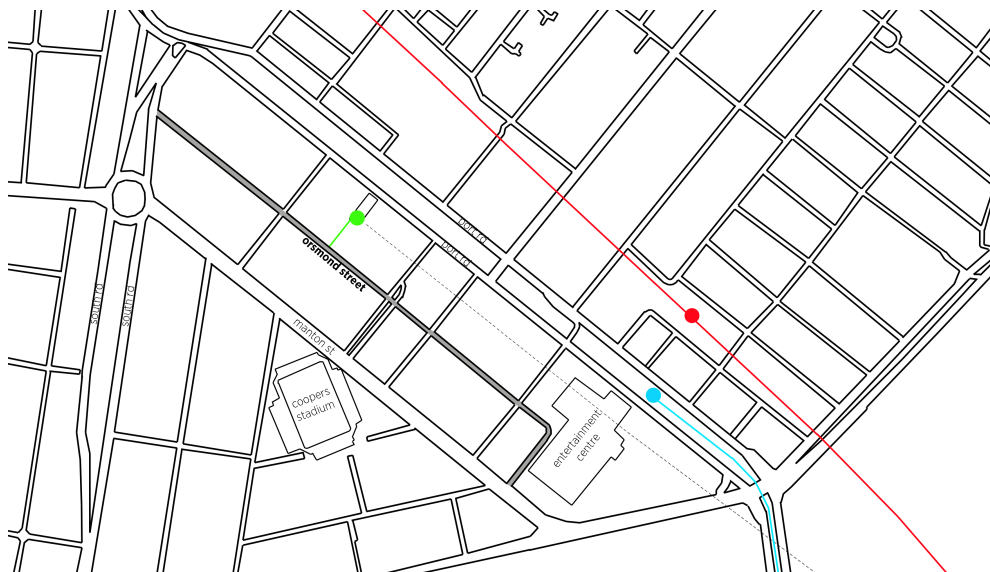 port rd
port rd
orsmond street
south rd
south rd
manton st
coopers
stadium
entertainment
centre